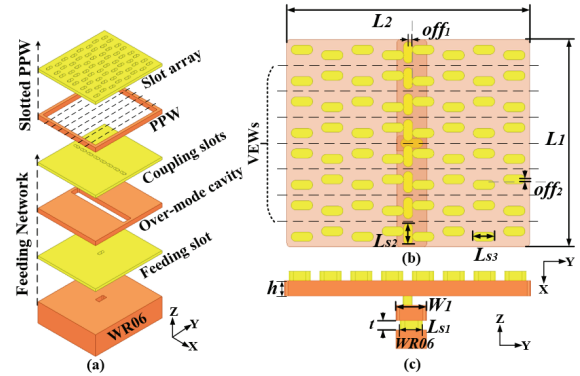 Slotted PPW
Slot array
PPW
Feeding Network
Coupling slots
Over-mode cavity
Feeding slot
WR06
Z
Y
X
(a)
L2
off1
VEWs
L1
off2
Ls2
Ls3
(b)
Y
X
h
W1
t
Ls1
WR06
Z
Y
(c)